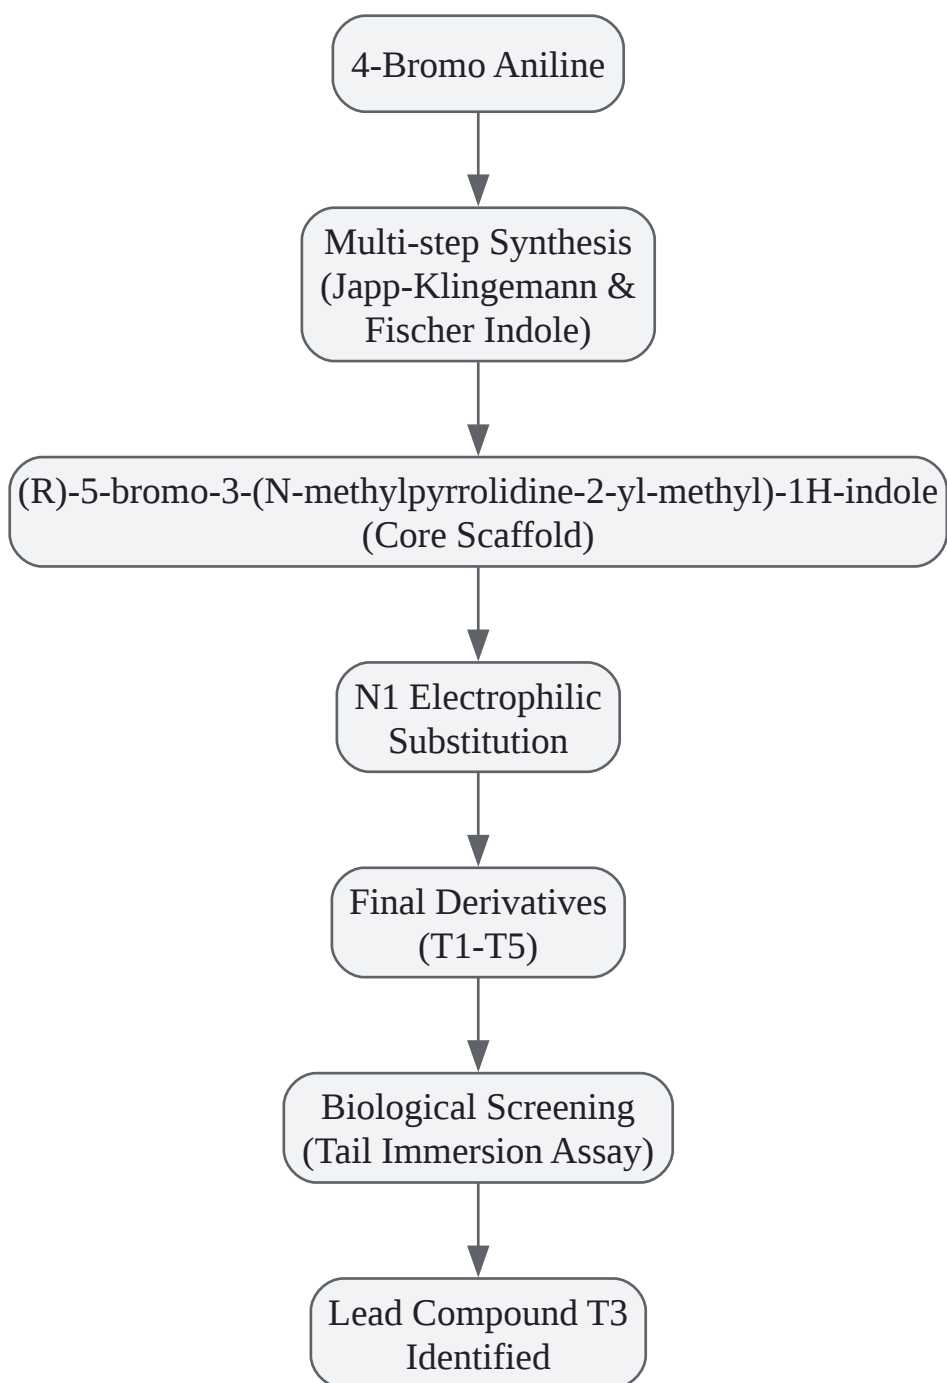 4-Bromo Aniline
Multi-step Synthesis
(Japp-Klingemann &
Fischer Indole)
(R)-5-bromo-3-(N-methylpyrrolidine-2-yl-methyl)-1H-indole
(Core Scaffold)
N1 Electrophilic
Substitution
Final Derivatives
(T1-T5)
Biological Screening
(Tail Immersion Assay)
Lead Compound T3
Identified